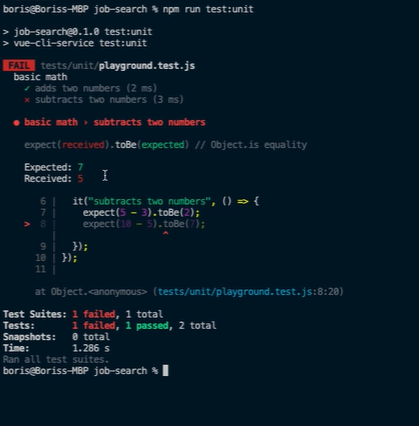 boris@Boriss-MBP job-search % npm run test:unit
> job-search@0.1.0 test:unit
> vue-cli-service test:unit
FAIL tests/unit/playground.test.js
basic math
✓ adds two numbers (2 ms)
✕ subtracts two numbers (3 ms)
● basic math › subtracts two numbers
expect(received).toBe(expected) // Object.is equality
Expected: 7
Received: 5
6 | it("subtracts two numbers", () => {
7 | expect(5 - 3).toBe(2);
> 8 | expect(10 - 5).toBe(7);
| ^
9 | });
10 | });
11 |
at Object.<anonymous> (tests/unit/playground.test.js:8:20)
Test Suites: 1 failed, 1 total
Tests: 1 failed, 1 passed, 2 total
Snapshots: 0 total
Time: 1.286 s
Ran all test suites.
boris@Boriss-MBP job-search %